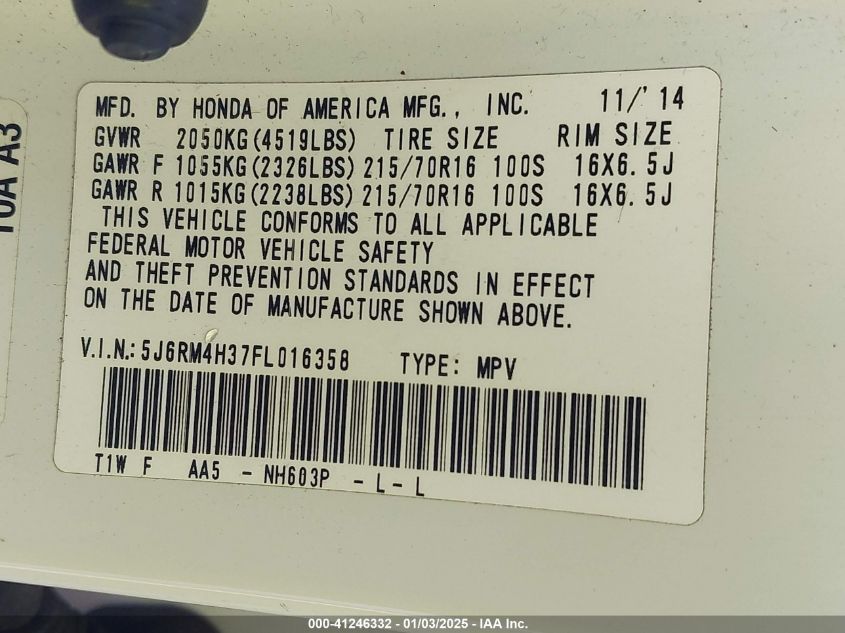 MFD. BY HONDA OF AMERICA MFG., INC. 11/'14
GVWR 2050KG(4519LBS) TIRE SIZE RIM SIZE
GAWR F 1055KG(2326LBS) 215/70R16 100S 16X6.5J
GAWR R 1015KG(2238LBS) 215/70R16 100S 16X6.5J
THIS VEHICLE CONFORMS TO ALL APPLICABLE
FEDERAL MOTOR VEHICLE SAFETY
AND THEFT PREVENTION STANDARDS IN EFFECT
ON THE DATE OF MANUFACTURE SHOWN ABOVE.
V.I.N.: 5J6RM4H37FL016358 TYPE: MPV
T1W F AA5 - NH603P - L - L
10A A3
008 - 41246332 - 01/03/2025 - IAA Inc.